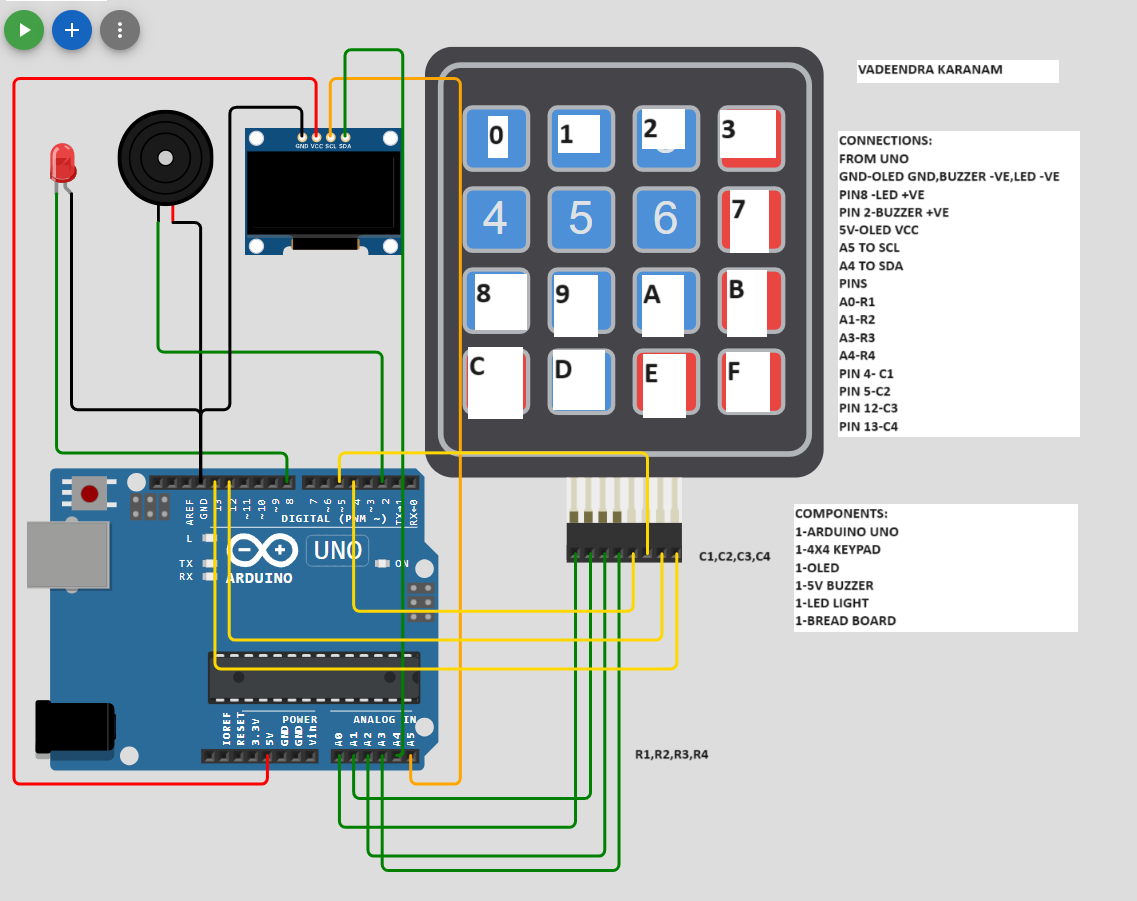 VADEENDRA KARANAM
GND VCC SCL SDA
0 1 2 3
4 5 6 7
8 9 A B
C D E F
CONNECTIONS:
FROM UNO
GND-OLED GND,BUZZER -VE,LED -VE
PIN8 -LED +VE
PIN 2-BUZZER +VE
5V-OLED VCC
A5 TO SCL
A4 TO SDA
PINS
A0-R1
A1-R2
A3-R3
A4-R4
PIN 4- C1
PIN 5-C2
PIN 12-C3
PIN 13-C4
AREF GND 13 12 ~11 ~10 ~9 8 7 ~6 ~5 4 ~3 2 TX→1 RX←0
DIGITAL (PWM ~)
L
UNO
TX
RX
ON
ARDUINO
COMPONENTS:
1-ARDUINO UNO
1-4X4 KEYPAD
1-OLED
1-5V BUZZER
1-LED LIGHT
1-BREAD BOARD
C1,C2,C3,C4
POWER
ANALOG IN
IOREF RESET 3.3V 5V GND GND Vin A0 A1 A2 A3 A4 A5
R1,R2,R3,R4